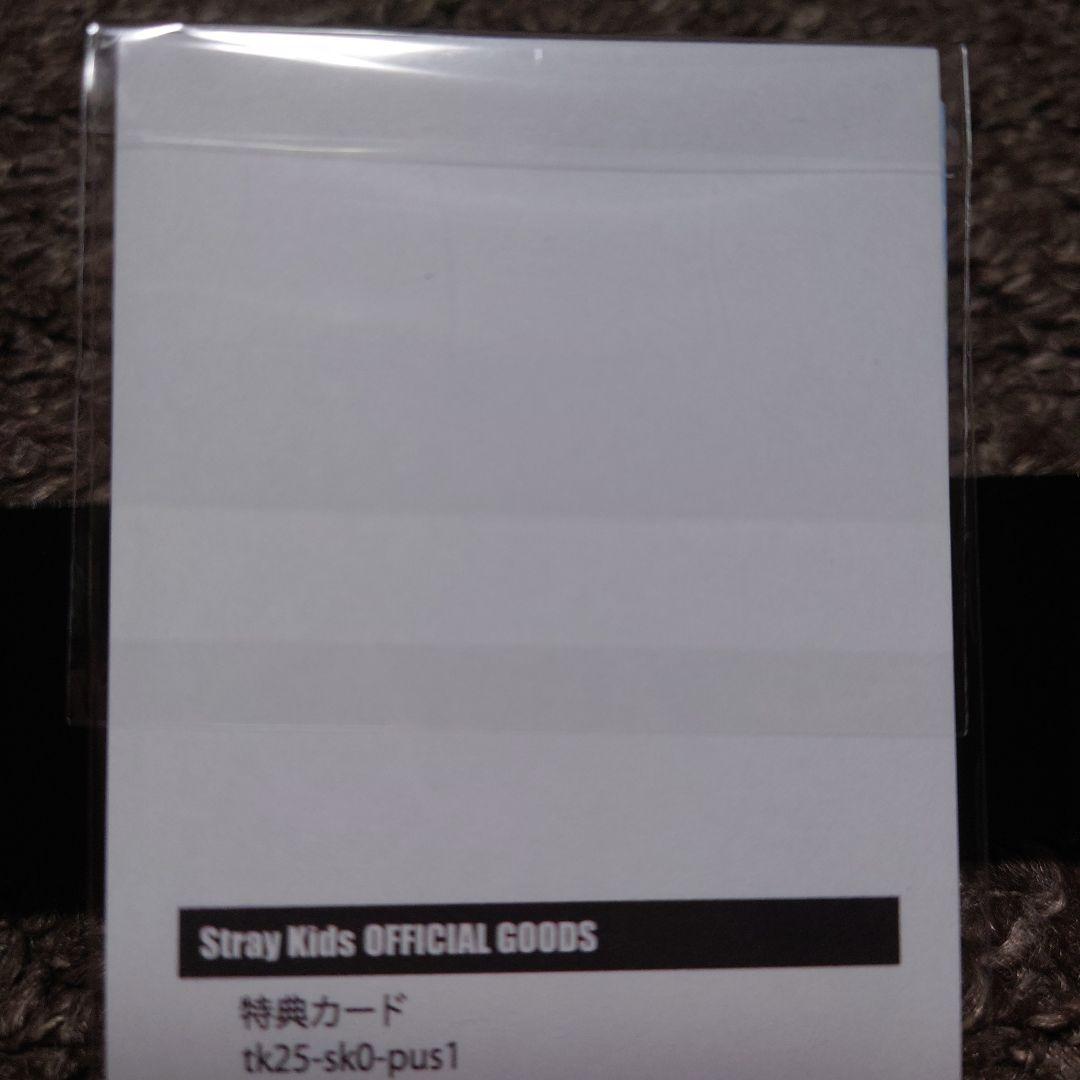 Stray Kids OFFICIAL GOODS
特典カード
tk25-sk0-pus1